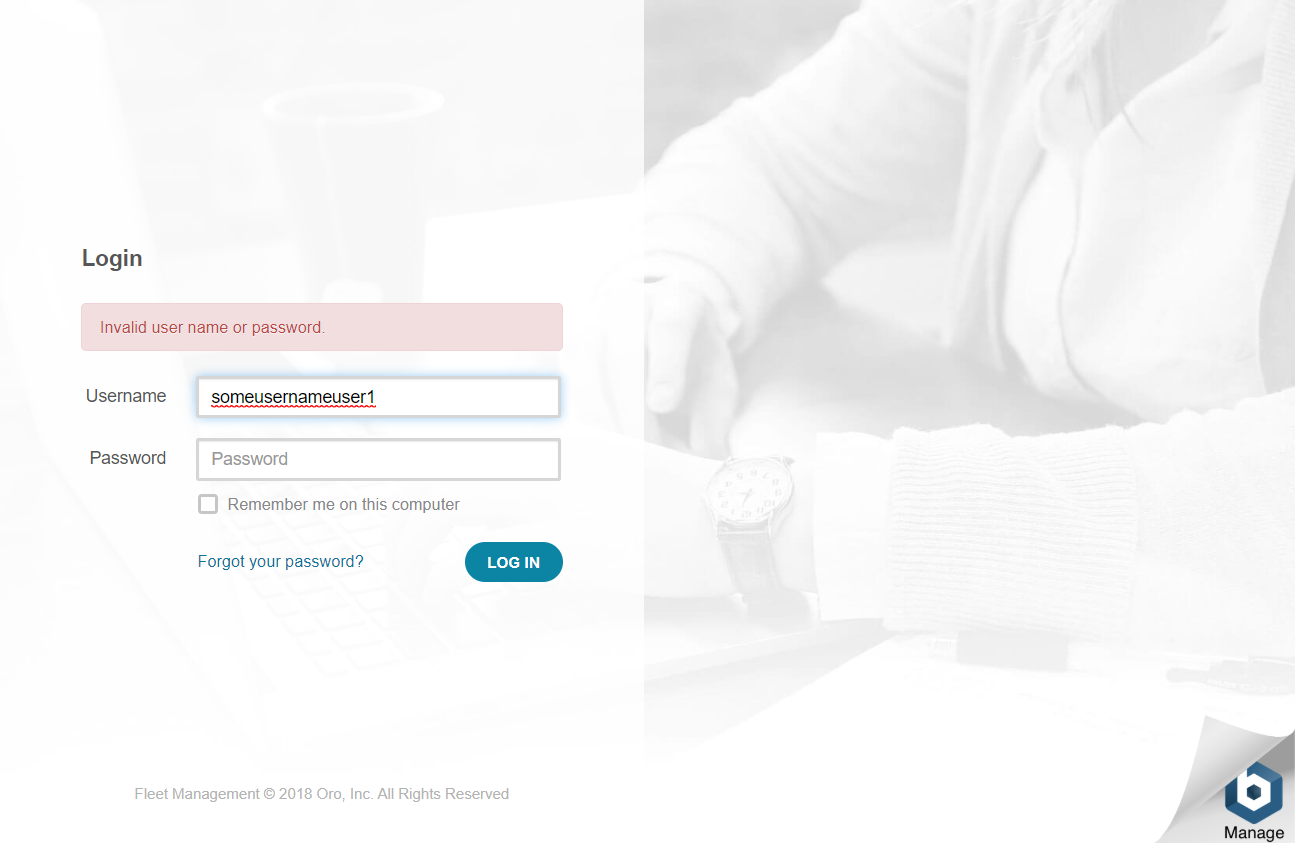 Login
Invalid user name or password.
Username
someusernameuser1
Password
Password
Remember me on this computer
Forgot your password?
LOG IN
Fleet Management © 2018 Oro, Inc. All Rights Reserved
b
Manage